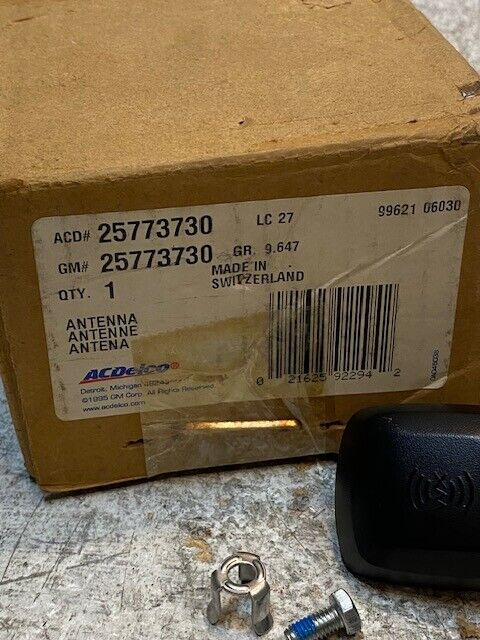 ACD# 25773730 LC 27 99621 06030
GM# 25773730 GR. 9.647
QTY. 1 MADE IN
SWITZERLAND
ANTENNA
ANTENNE
ANTENA
ACDelco®
Detroit, Michigan
©1995 GM Corp. All Rights Reserved
www.acdelco.com
0 21625 92294 2